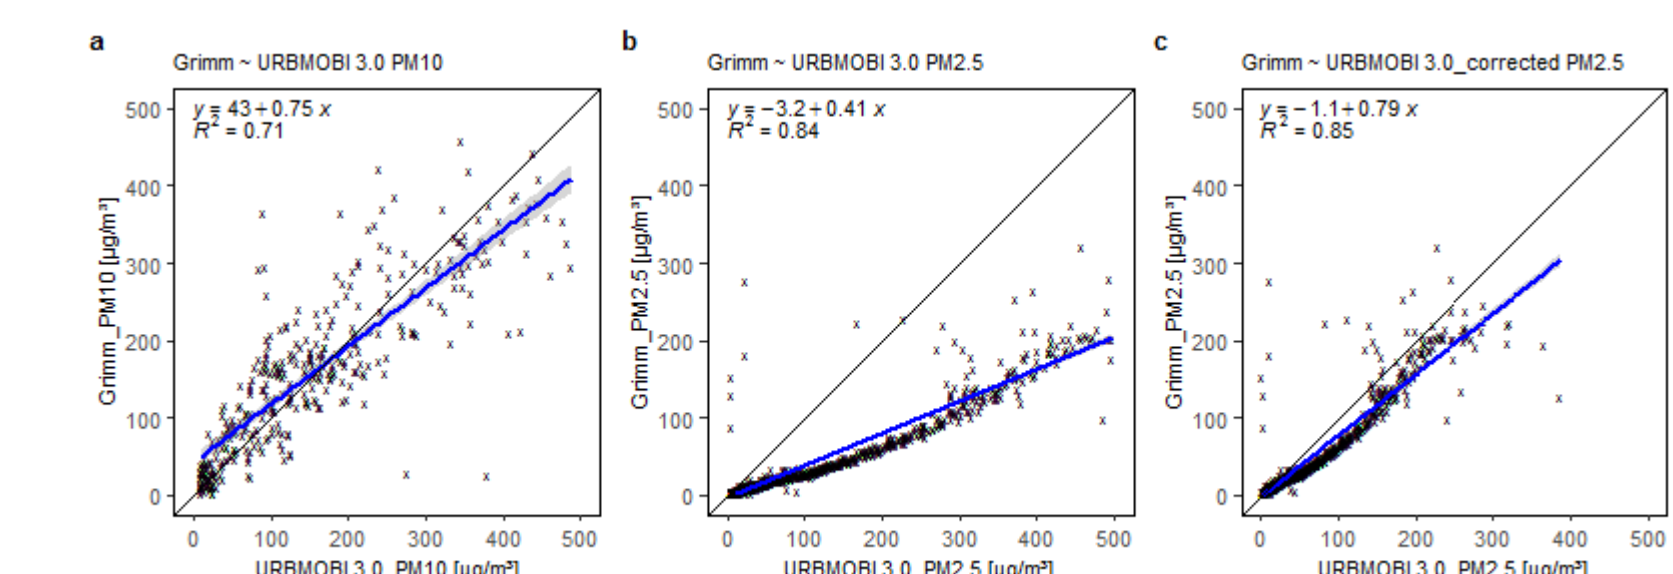 a
Grimm ~ URBMOBI 3.0 PM10
y = 43+0.75 x
R² = 0.71
Grimm_PM10 [µg/m³]
500
400
300
200
100
0
0 100 200 300 400 500
URBMOBI 3.0_PM10 [µg/m³]
b
Grimm ~ URBMOBI 3.0 PM2.5
y = −3.2+0.41 x
R² = 0.84
Grimm_PM2.5 [µg/m³]
500
400
300
200
100
0
0 100 200 300 400 500
URBMOBI 3.0_PM2.5 [µg/m³]
c
Grimm ~ URBMOBI 3.0_corrected PM2.5
y = −1.1+0.79 x
R² = 0.85
Grimm_PM2.5 [µg/m³]
500
400
300
200
100
0
0 100 200 300 400 500
URBMOBI 3.0_PM2.5 [µg/m³]